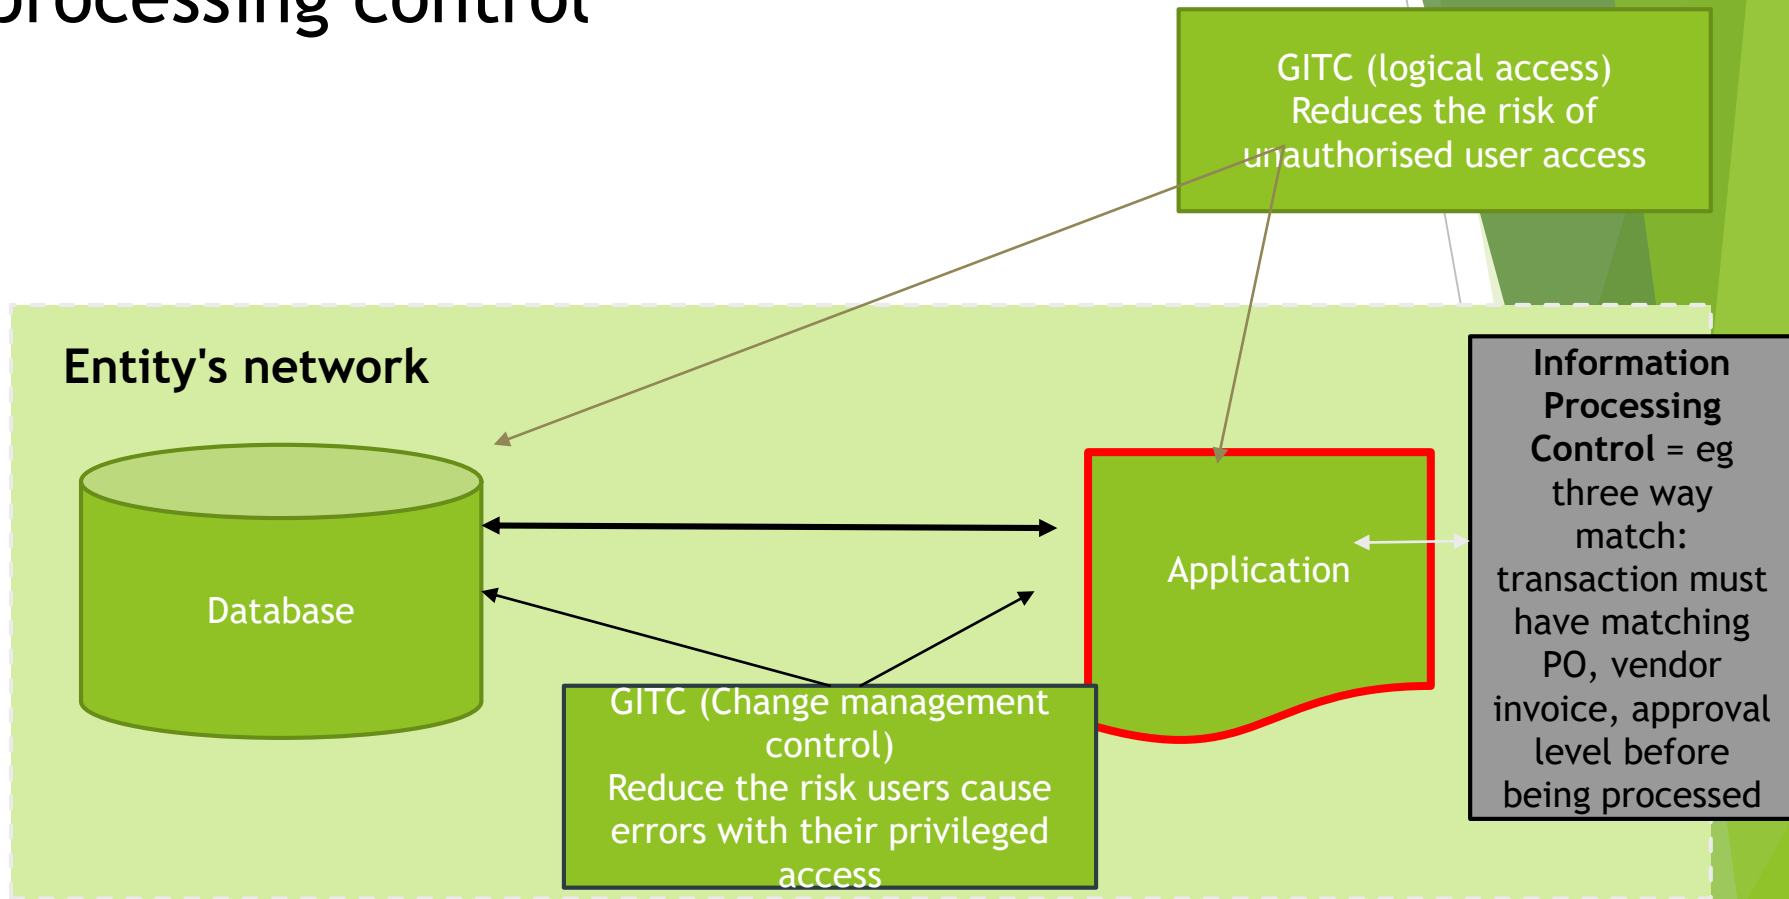 processing control
GITC (logical access)
Reduces the risk of
unauthorised user access
Entity's network
Information
Processing
Control = eg
three way
match:
transaction must
have matching
PO, vendor
invoice, approval
level before
being processed
Database
Application
GITC (Change management
control)
Reduce the risk users cause
errors with their privileged
access